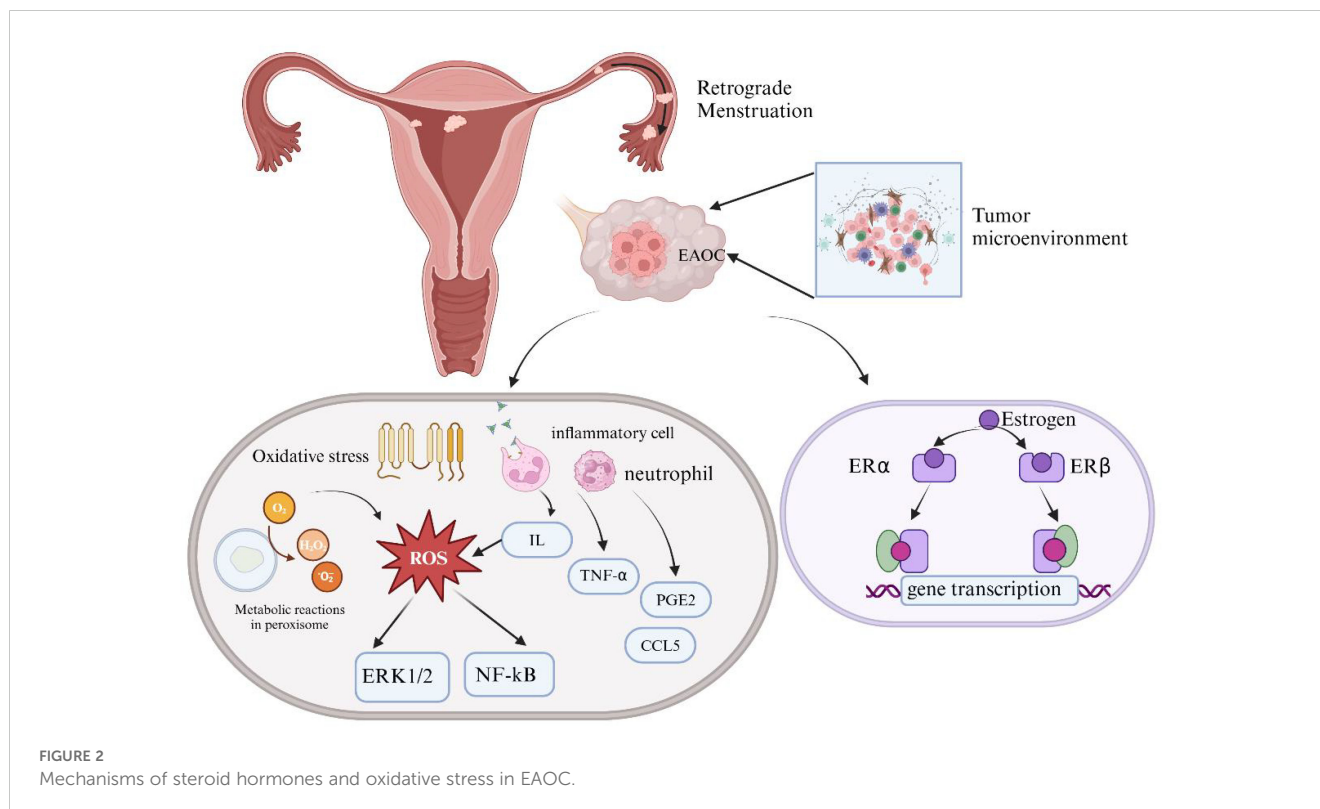 Retrograde
Menstruation
Tumor
microenvironment
EAOC
Oxidative stress
inflammatory cell
neutrophil
O₂
H₂O₂
·O₂⁻
ROS
IL
TNF-α
PGE2
CCL5
Metabolic reactions
in peroxisome
ERK1/2
NF-kB
Estrogen
ERα
ERβ
gene transcription
FIGURE 2
Mechanisms of steroid hormones and oxidative stress in EAOC.